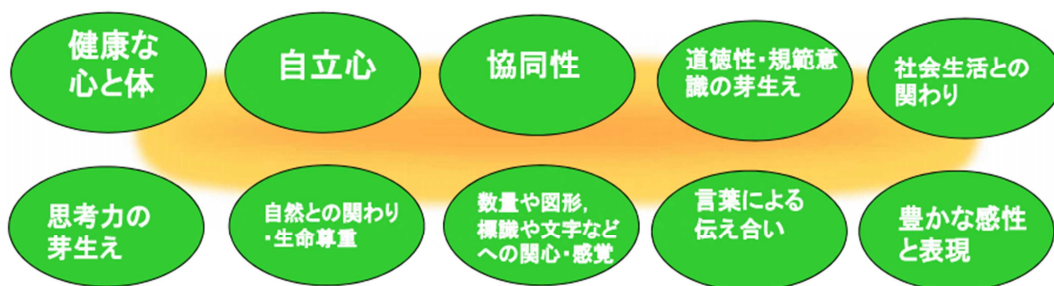 健康な
心と体
自立心
協同性
道徳性・規範意
識の芽生え
社会生活との
関わり
思考力の
芽生え
自然との関わり
・生命尊重
数量や図形，
標識や文字など
への関心・感覚
言葉による
伝え合い
豊かな感性
と表現